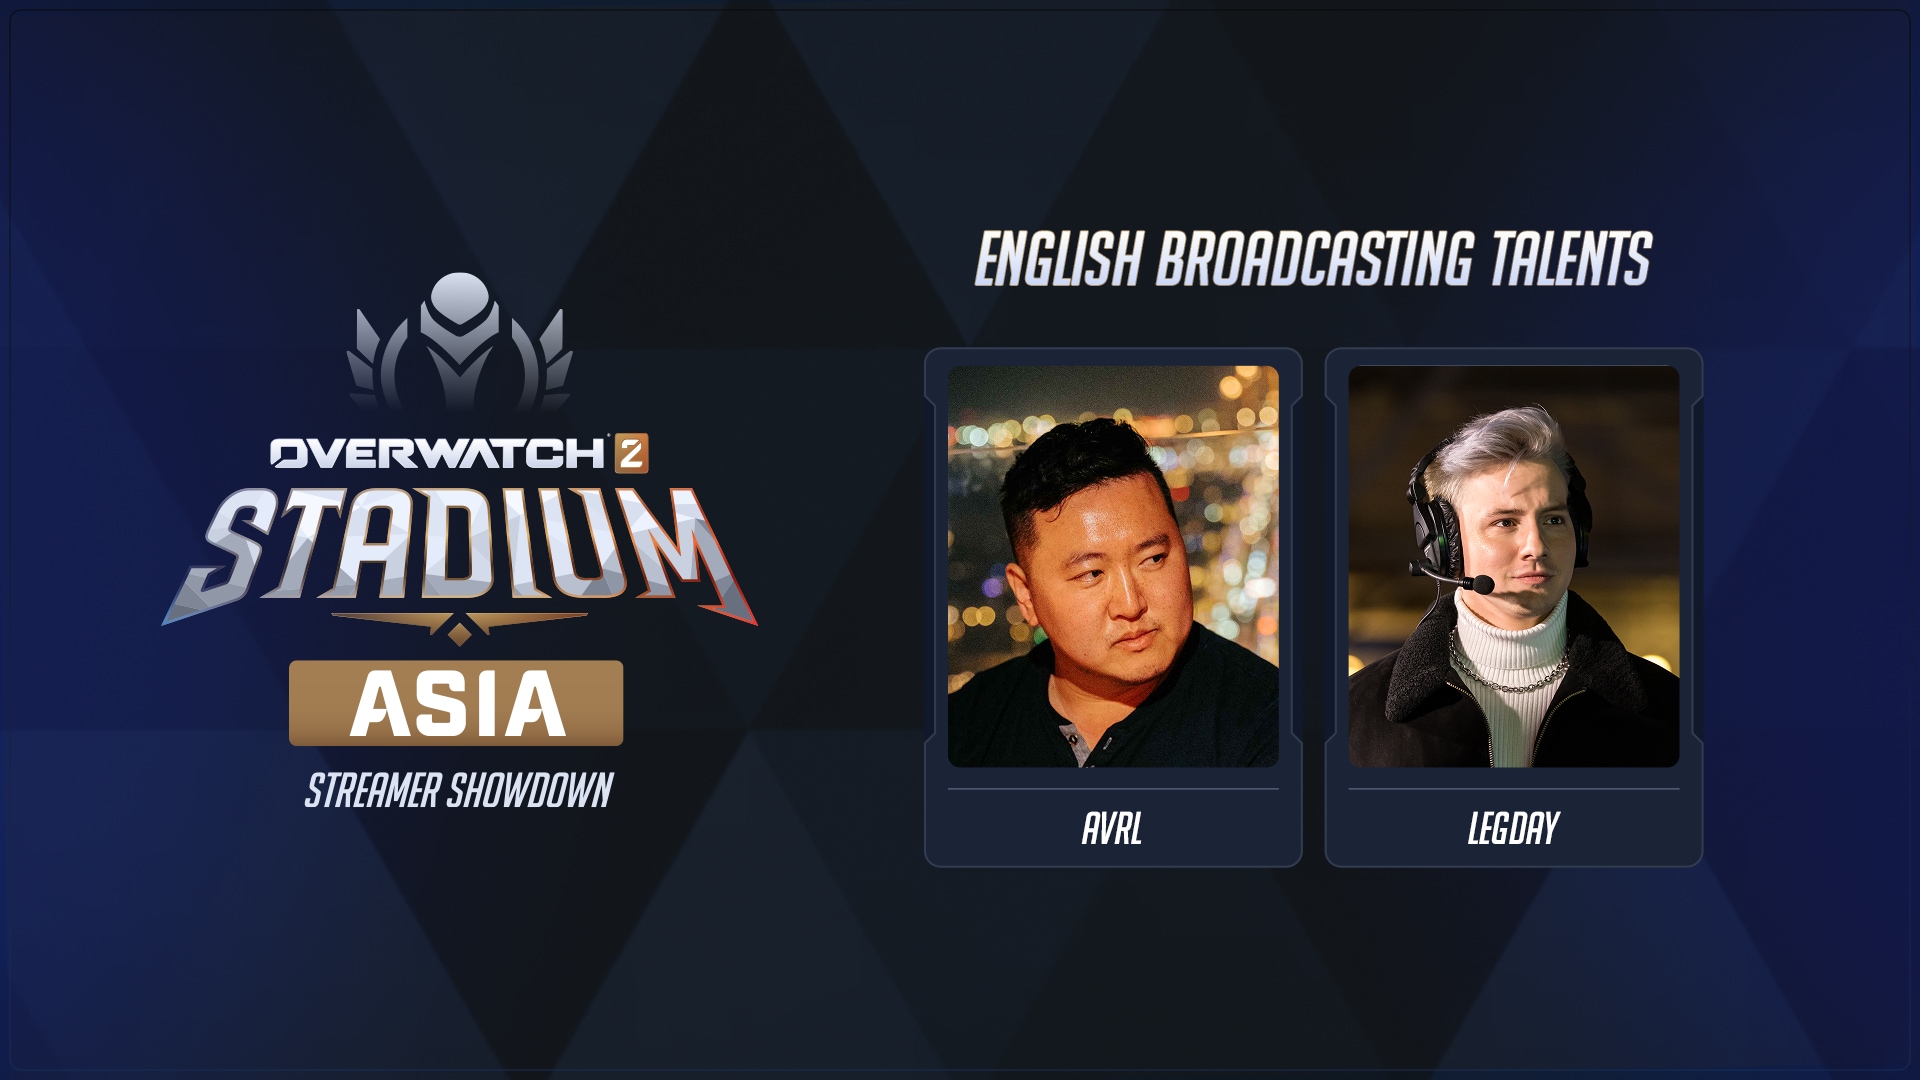 OVERWATCH 2
STADIUM
ASIA
STREAMER SHOWDOWN
ENGLISH BROADCASTING TALENTS
AVRL
LEGDAY